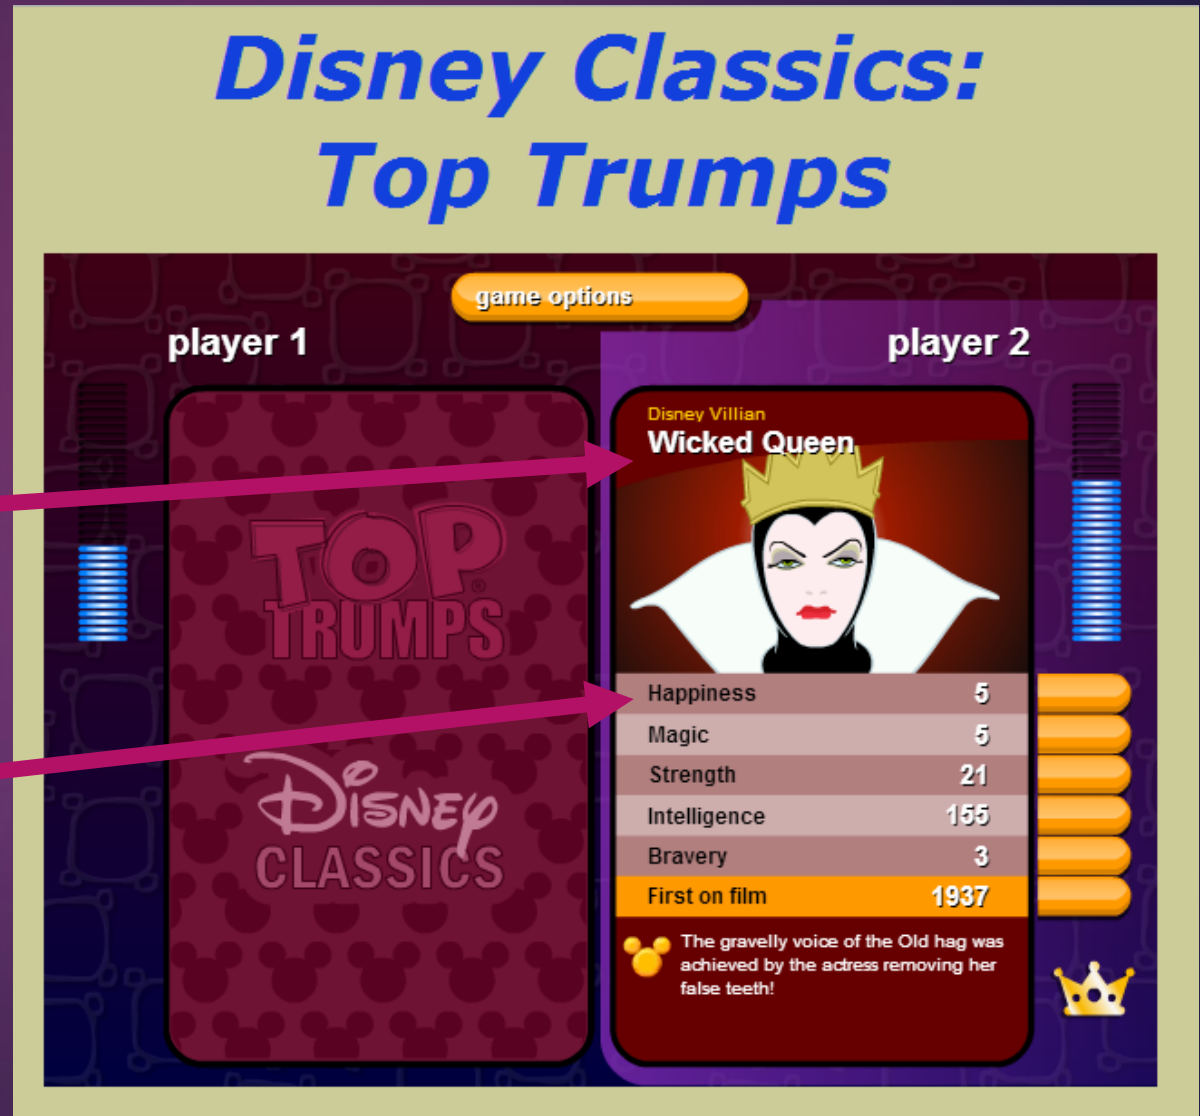 Disney Classics:
Top Trumps
game options
player 1
player 2
TOP
TRUMPS
®
DISNEY
CLASSICS
Disney Villian
Wicked Queen
Happiness 5
Magic 5
Strength 21
Intelligence 155
Bravery 3
First on film 1937
The gravelly voice of the Old hag was
achieved by the actress removing her
false teeth!